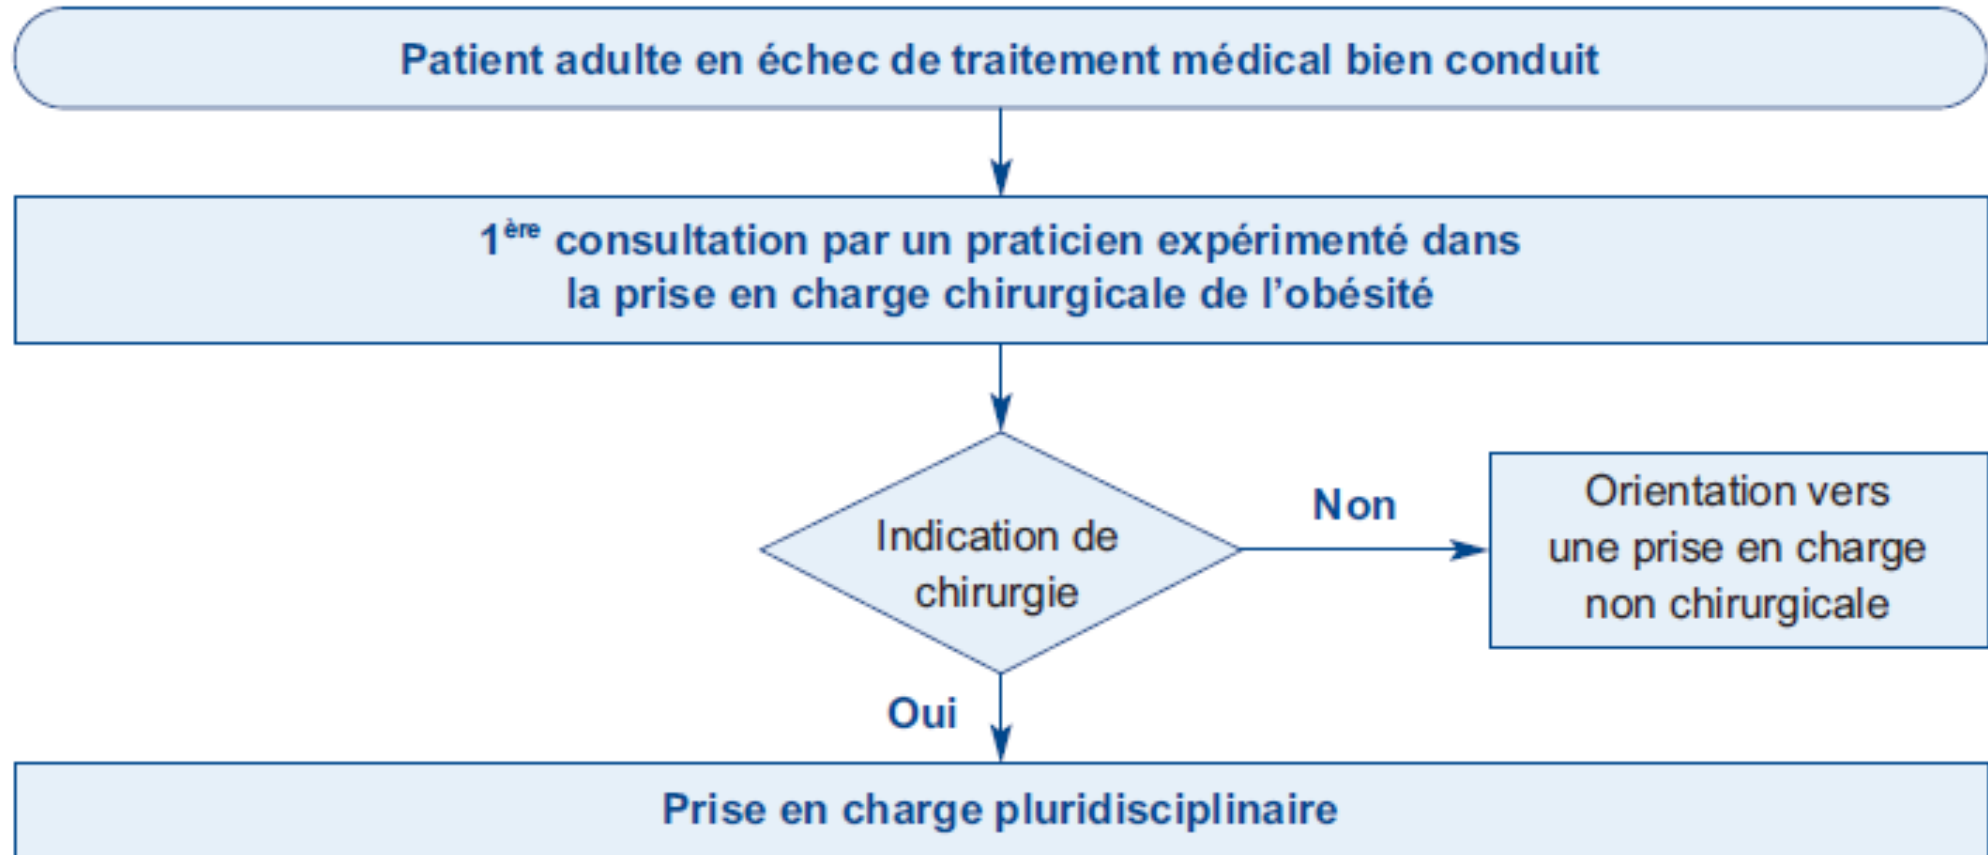 Patient adulte en échec de traitement médical bien conduit
1ère consultation par un praticien expérimenté dans
la prise en charge chirurgicale de l’obésité
Indication de
chirurgie
Non
Orientation vers
une prise en charge
non chirurgicale
Oui
Prise en charge pluridisciplinaire